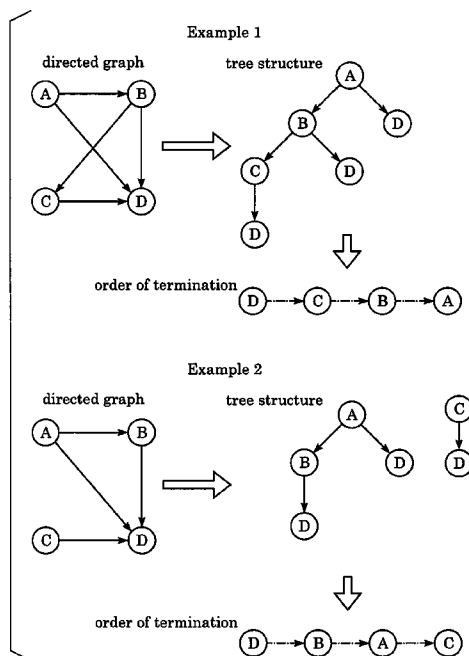 Example 1
directed graph
tree structure
A
A B
B D
C D
C D
D
order of termination D C B A
Example 2
directed graph
tree structure
A C
A B
B D D
D
C D
order of termination D B A C